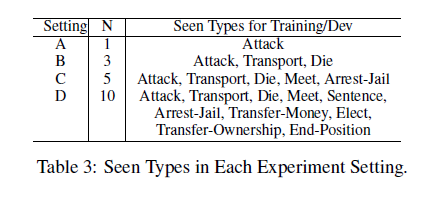 Setting N Seen Types for Training/Dev
A 1 Attack
B 3 Attack, Transport, Die
C 5 Attack, Transport, Die, Meet, Arrest-Jail
D 10 Attack, Transport, Die, Meet, Sentence,
Arrest-Jail, Transfer-Money, Elect,
Transfer-Ownership, End-Position
Table 3: Seen Types in Each Experiment Setting.